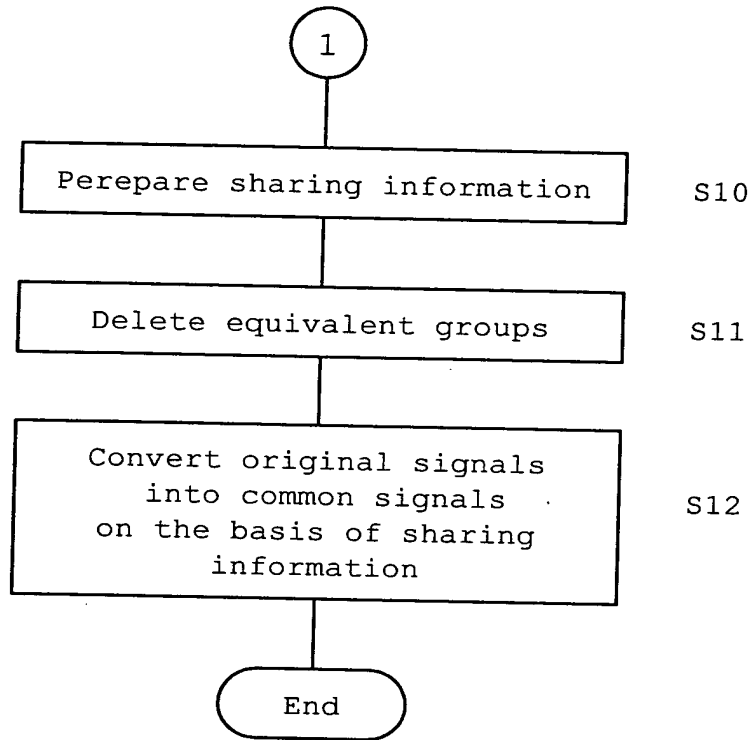 1
Perepare sharing information
S10
Delete equivalent groups
S11
Convert original signals
into common signals
on the basis of sharing
information
S12
End